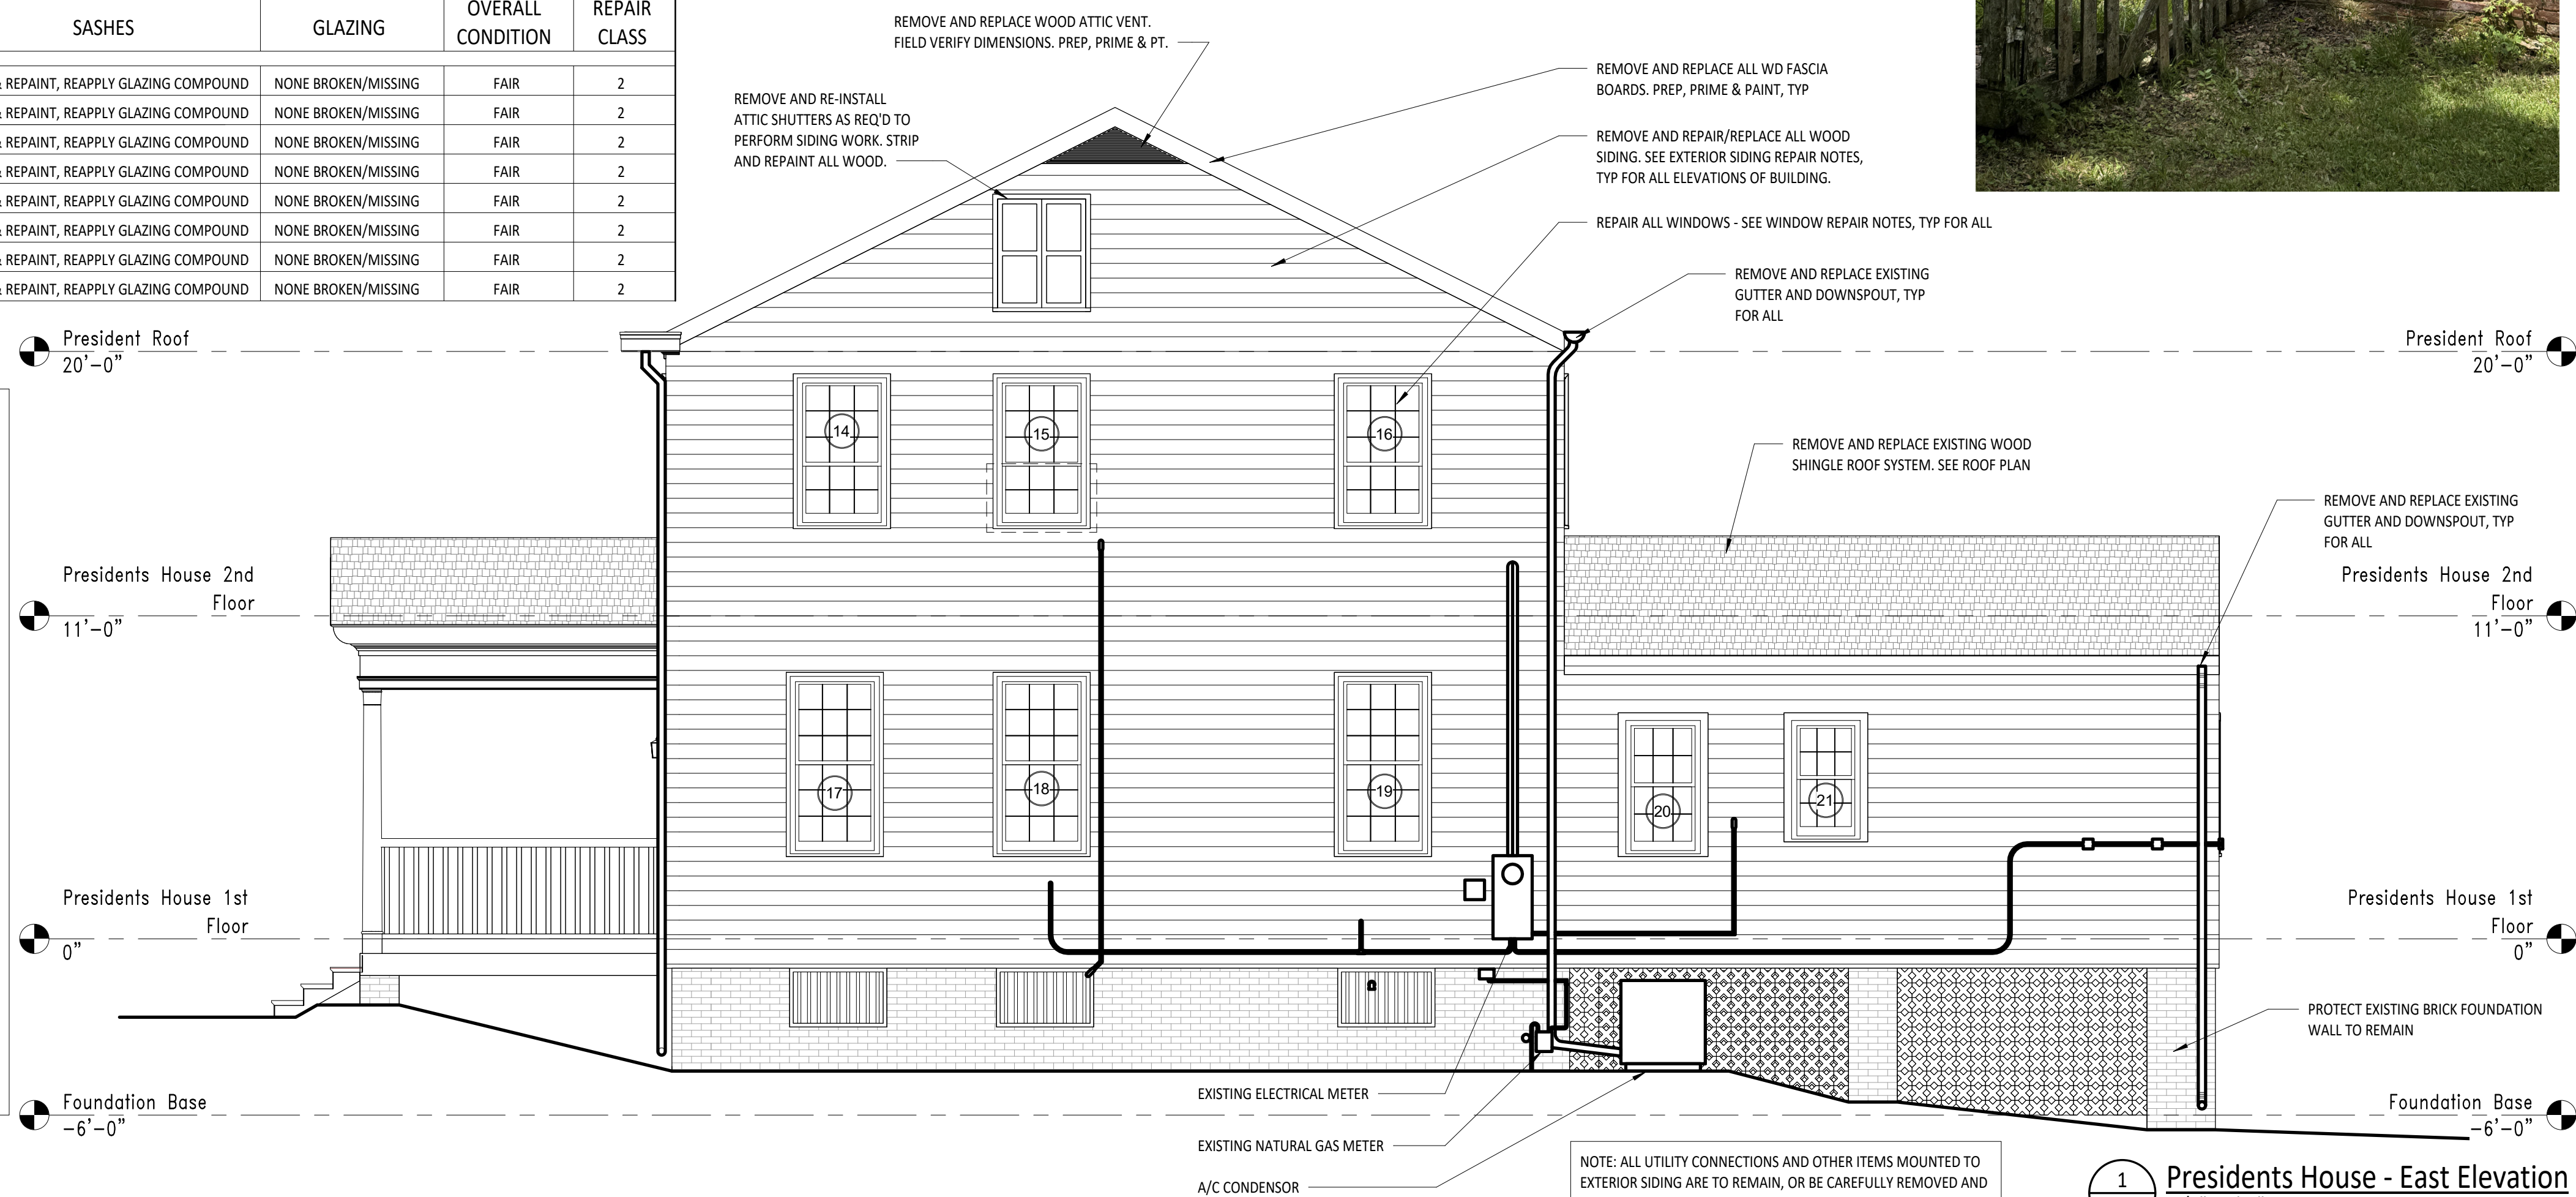 SASHES GLAZING OVERALL CONDITION REPAIR CLASS
& REPAINT, REAPPLY GLAZING COMPOUND NONE BROKEN/MISSING FAIR 2
& REPAINT, REAPPLY GLAZING COMPOUND NONE BROKEN/MISSING FAIR 2
& REPAINT, REAPPLY GLAZING COMPOUND NONE BROKEN/MISSING FAIR 2
& REPAINT, REAPPLY GLAZING COMPOUND NONE BROKEN/MISSING FAIR 2
& REPAINT, REAPPLY GLAZING COMPOUND NONE BROKEN/MISSING FAIR 2
& REPAINT, REAPPLY GLAZING COMPOUND NONE BROKEN/MISSING FAIR 2
& REPAINT, REAPPLY GLAZING COMPOUND NONE BROKEN/MISSING FAIR 2
& REPAINT, REAPPLY GLAZING COMPOUND NONE BROKEN/MISSING FAIR 2
REMOVE AND REPLACE WOOD ATTIC VENT.
FIELD VERIFY DIMENSIONS. PREP, PRIME & PT.
REMOVE AND RE-INSTALL
ATTIC SHUTTERS AS REQ'D TO
PERFORM SIDING WORK. STRIP
AND REPAINT ALL WOOD.
REMOVE AND REPLACE ALL WD FASCIA
BOARDS. PREP, PRIME & PAINT, TYP
REMOVE AND REPAIR/REPLACE ALL WOOD
SIDING. SEE EXTERIOR SIDING REPAIR NOTES,
TYP FOR ALL ELEVATIONS OF BUILDING.
REPAIR ALL WINDOWS - SEE WINDOW REPAIR NOTES, TYP FOR ALL
REMOVE AND REPLACE EXISTING
GUTTER AND DOWNSPOUT, TYP
FOR ALL
President Roof
20'-0"
President Roof
20'-0"
14
15
16
REMOVE AND REPLACE EXISTING WOOD
SHINGLE ROOF SYSTEM. SEE ROOF PLAN
REMOVE AND REPLACE EXISTING
GUTTER AND DOWNSPOUT, TYP
FOR ALL
Presidents House 2nd
Floor
11'-0"
Presidents House 2nd
Floor
11'-0"
17
18
19
20
21
Presidents House 1st
Floor
0"
Presidents House 1st
Floor
0"
PROTECT EXISTING BRICK FOUNDATION
WALL TO REMAIN
EXISTING ELECTRICAL METER
Foundation Base
-6'-0"
Foundation Base
-6'-0"
EXISTING NATURAL GAS METER
A/C CONDENSOR
NOTE: ALL UTILITY CONNECTIONS AND OTHER ITEMS MOUNTED TO
EXTERIOR SIDING ARE TO REMAIN, OR BE CAREFULLY REMOVED AND
1
Presidents House - East Elevation